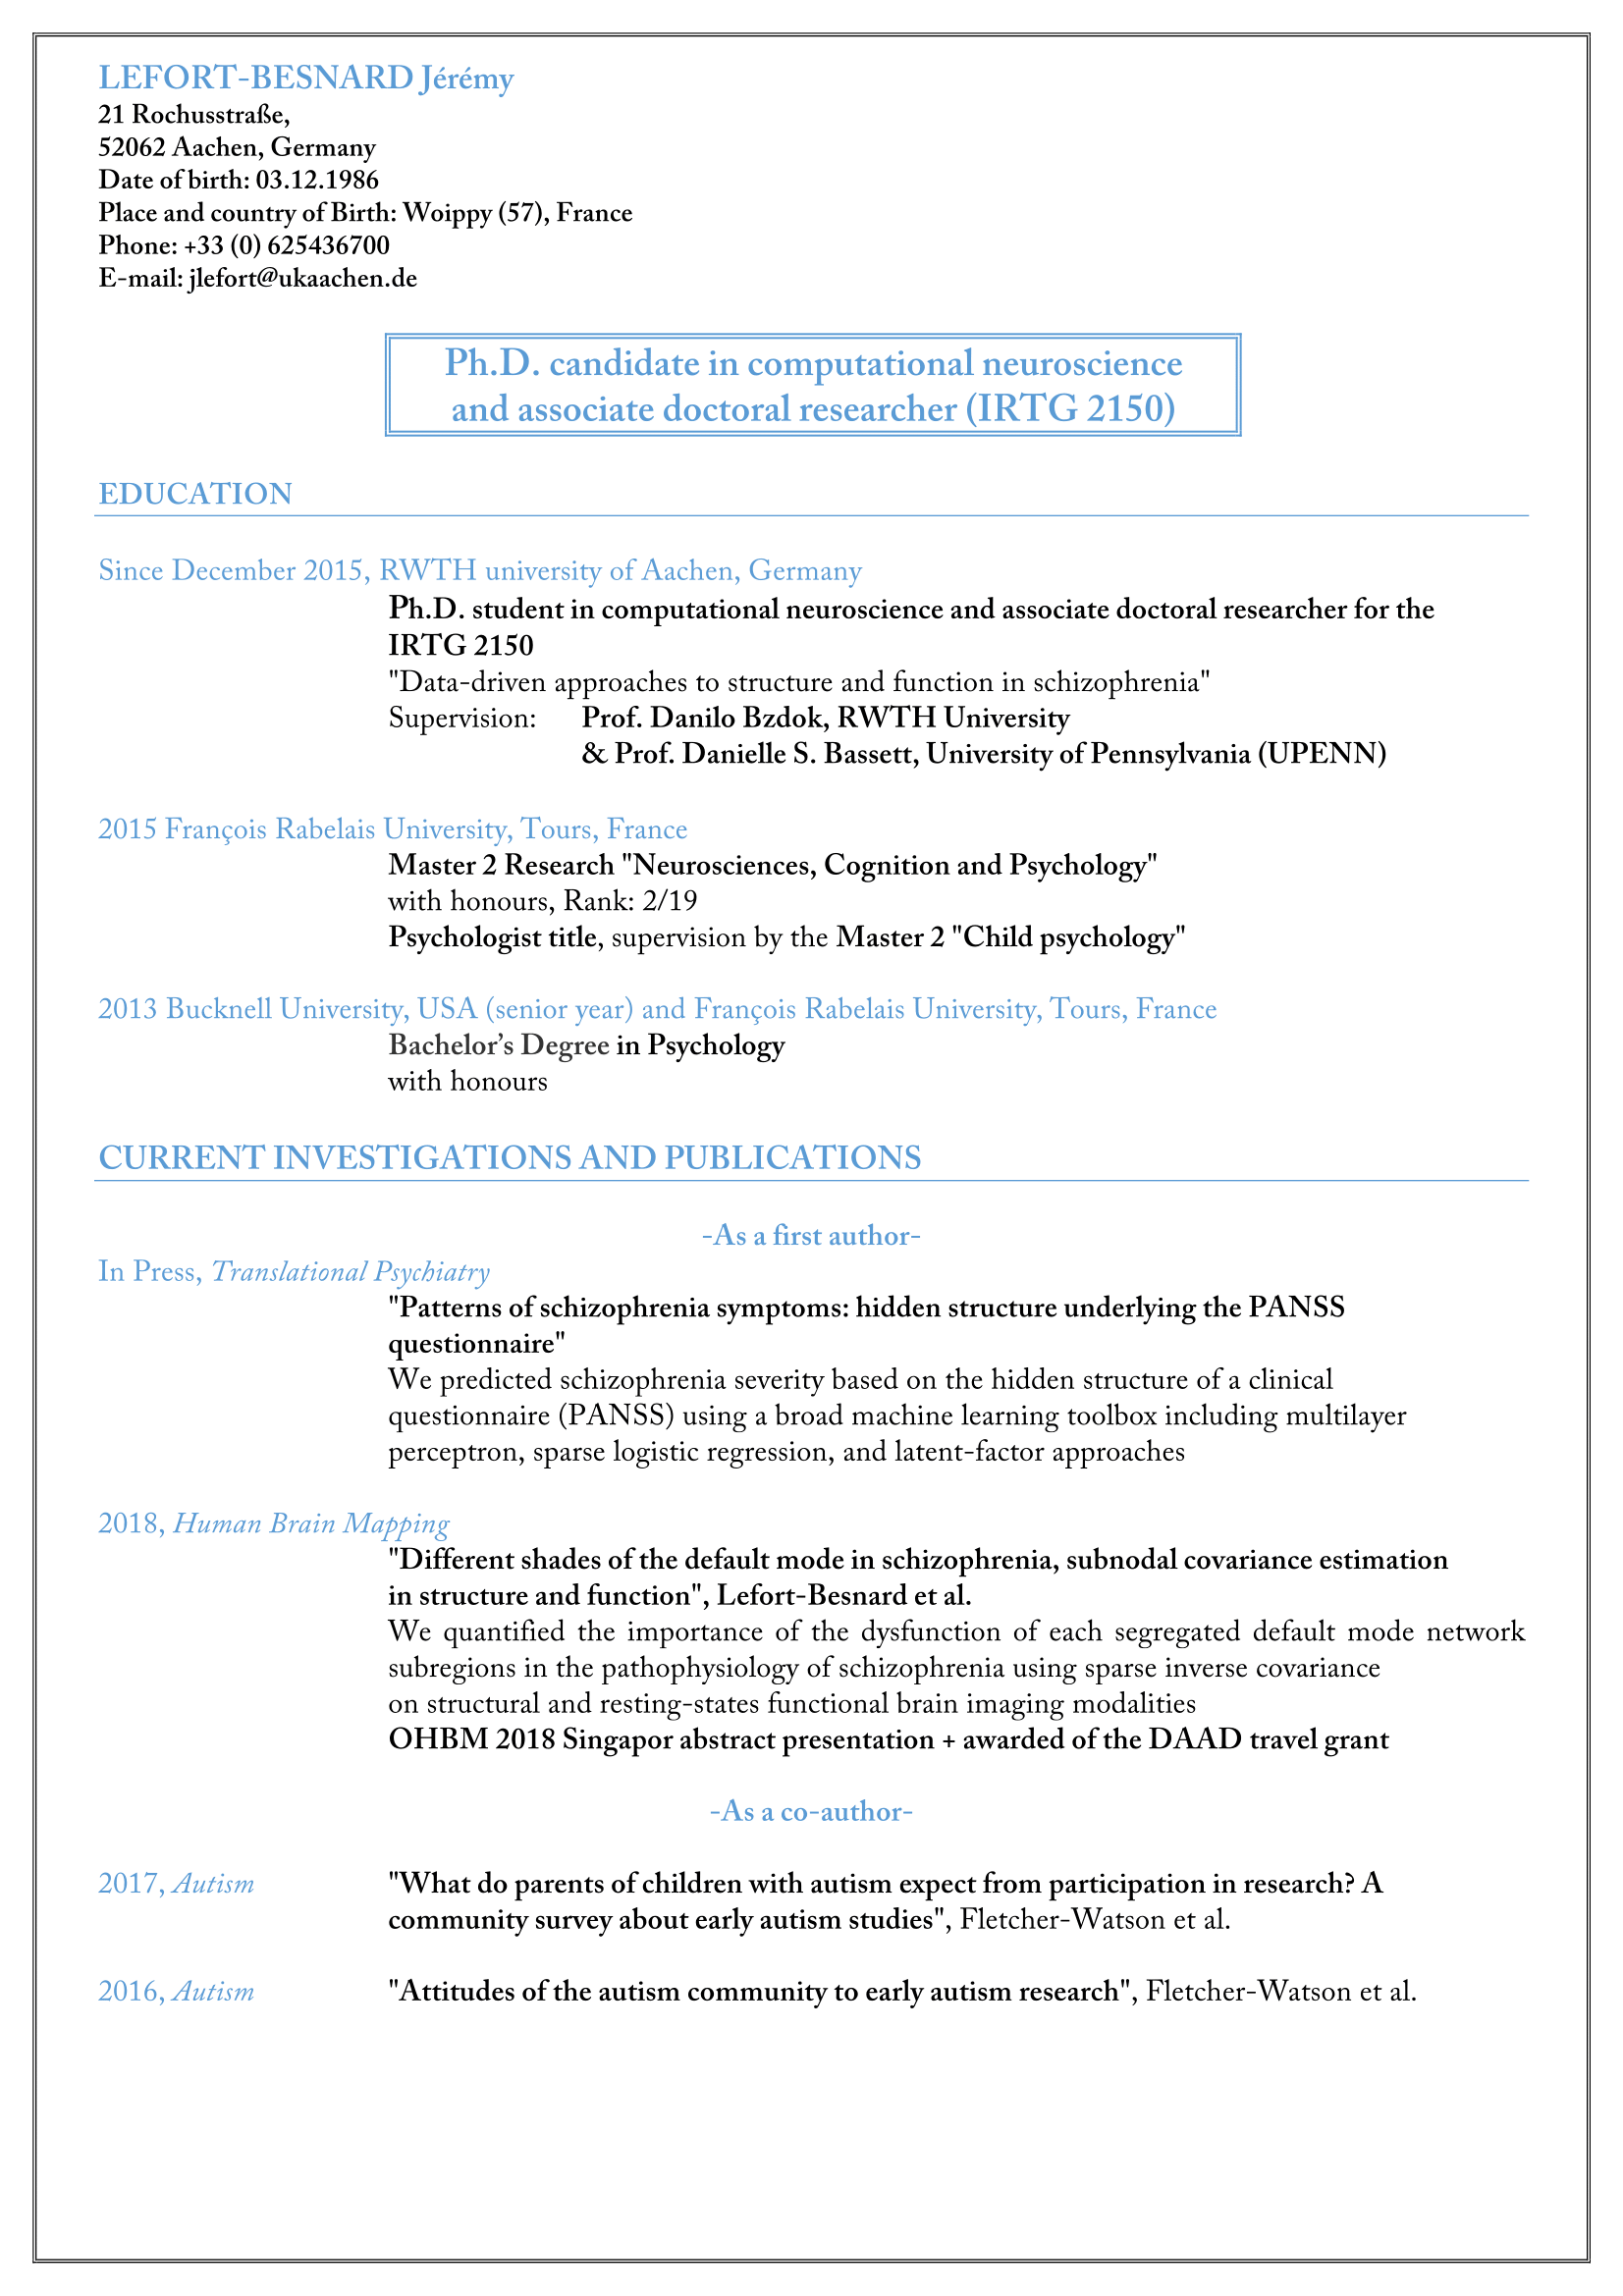 LEFORT-BESNARD Jérémy
21 Rochusstraße,
52062 Aachen, Germany
Date of birth: 03.12.1986
Place and country of Birth: Woippy (57), France
Phone: +33 (0) 625436700
E-mail: jlefort@ukaachen.de
Ph.D. candidate in computational neuroscience
and associate doctoral researcher (IRTG 2150)
EDUCATION
Since December 2015, RWTH university of Aachen, Germany
Ph.D. student in computational neuroscience and associate doctoral researcher for the
IRTG 2150
"Data-driven approaches to structure and function in schizophrenia"
Supervision: Prof. Danilo Bzdok, RWTH University
& Prof. Danielle S. Bassett, University of Pennsylvania (UPENN)
2015 François Rabelais University, Tours, France
Master 2 Research "Neurosciences, Cognition and Psychology"
with honours, Rank: 2/19
Psychologist title, supervision by the Master 2 "Child psychology"
2013 Bucknell University, USA (senior year) and François Rabelais University, Tours, France
Bachelor’s Degree in Psychology
with honours
CURRENT INVESTIGATIONS AND PUBLICATIONS
-As a first author-
In Press, Translational Psychiatry
"Patterns of schizophrenia symptoms: hidden structure underlying the PANSS
questionnaire"
We predicted schizophrenia severity based on the hidden structure of a clinical
questionnaire (PANSS) using a broad machine learning toolbox including multilayer
perceptron, sparse logistic regression, and latent-factor approaches
2018, Human Brain Mapping
"Different shades of the default mode in schizophrenia, subnodal covariance estimation
in structure and function", Lefort-Besnard et al.
We quantified the importance of the dysfunction of each segregated default mode network
subregions in the pathophysiology of schizophrenia using sparse inverse covariance
on structural and resting-states functional brain imaging modalities
OHBM 2018 Singapor abstract presentation + awarded of the DAAD travel grant
-As a co-author-
2017, Autism "What do parents of children with autism expect from participation in research? A
community survey about early autism studies", Fletcher-Watson et al.
2016, Autism "Attitudes of the autism community to early autism research", Fletcher-Watson et al.